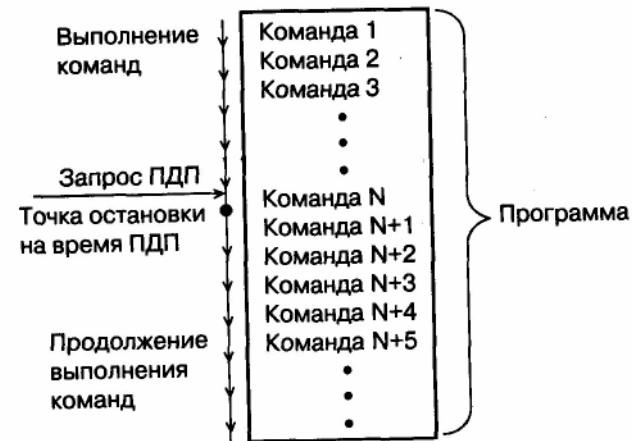 Выполнение
команд
Запрос ПДП
Точка остановки
на время ПДП
Продолжение
выполнения
команд
Команда 1
Команда 2
Команда 3
Команда N
Команда N+1
Команда N+2
Команда N+3
Команда N+4
Команда N+5
Программа